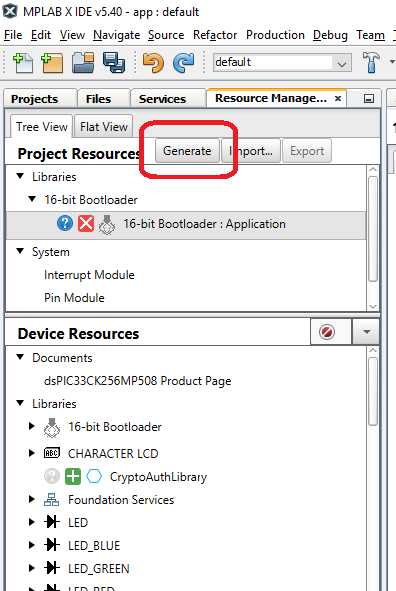 MPLAB X IDE v5.40 - app : default
File Edit View Navigate Source Refactor Production Debug Team
default
Projects Files Services Resource Manage... ×
Tree View Flat View
Project Resources Generate Import... Export
Libraries
16-bit Bootloader
16-bit Bootloader : Application
System
Interrupt Module
Pin Module
Device Resources
Documents
dsPIC33CK256MP508 Product Page
Libraries
16-bit Bootloader
ABC CHARACTER LCD
CryptoAuthLibrary
Foundation Services
LED
LED_BLUE
LED_GREEN
LED_RED